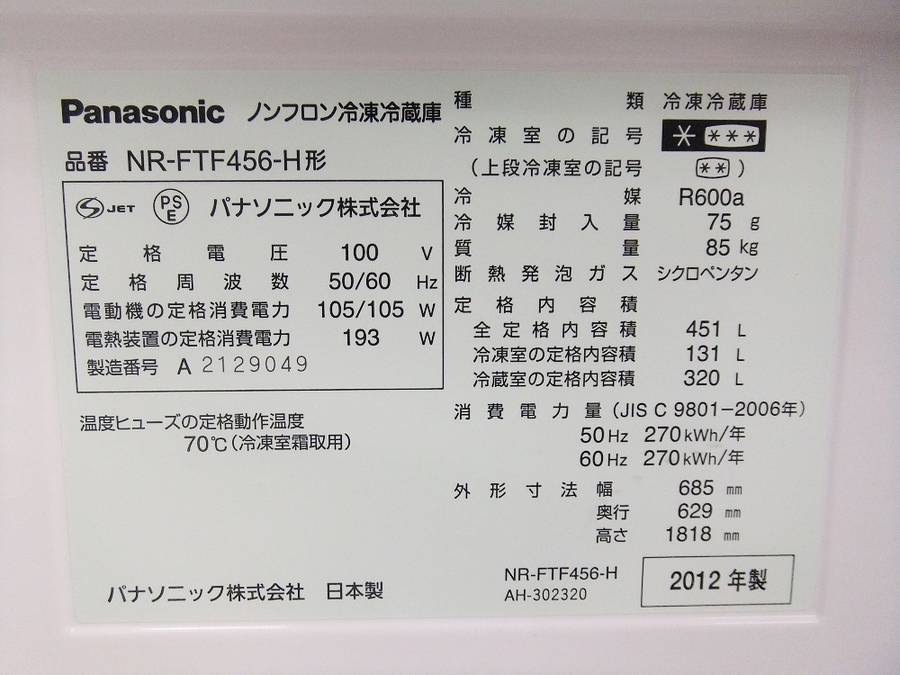 Panasonic ノンフロン冷凍冷蔵庫
品番 NR-FTF456-H形
S JET PSE パナソニック株式会社
定格電圧 100 V
定格周波数 50/60 Hz
電動機の定格消費電力 105/105 W
電熱装置の定格消費電力 193 W
製造番号 A 2129049
温度ヒューズの定格動作温度
70℃(冷凍室霜取用)
パナソニック株式会社 日本製
種類 冷凍冷蔵庫
冷凍室の記号 * ***
(上段冷凍室の記号 **)
冷媒 R600a
冷媒封入量 75 g
質量 85 kg
断熱発泡ガス シクロペンタン
定格内容積
全定格内容積 451 L
冷凍室の定格内容積 131 L
冷蔵室の定格内容積 320 L
消費電力量(JIS C 9801-2006年)
50Hz 270kWh/年
60Hz 270kWh/年
外形寸法幅 685 mm
奥行 629 mm
高さ 1818 mm
NR-FTF456-H
AH-302320
2012年製